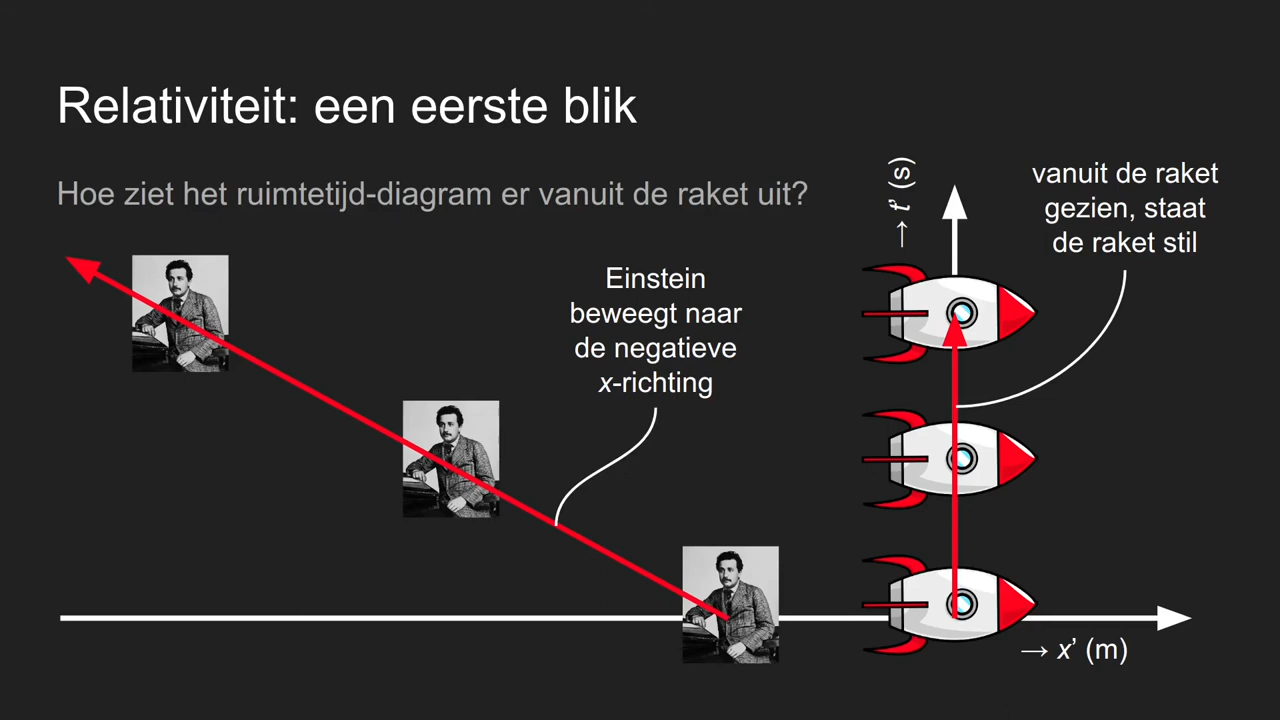 Relativiteit: een eerste blik
Hoe ziet het ruimtetijd-diagram er vanuit de raket uit?
→ t’ (s)
vanuit de raket
gezien, staat
de raket stil
Einstein
beweegt naar
de negatieve
x-richting
→ x’ (m)